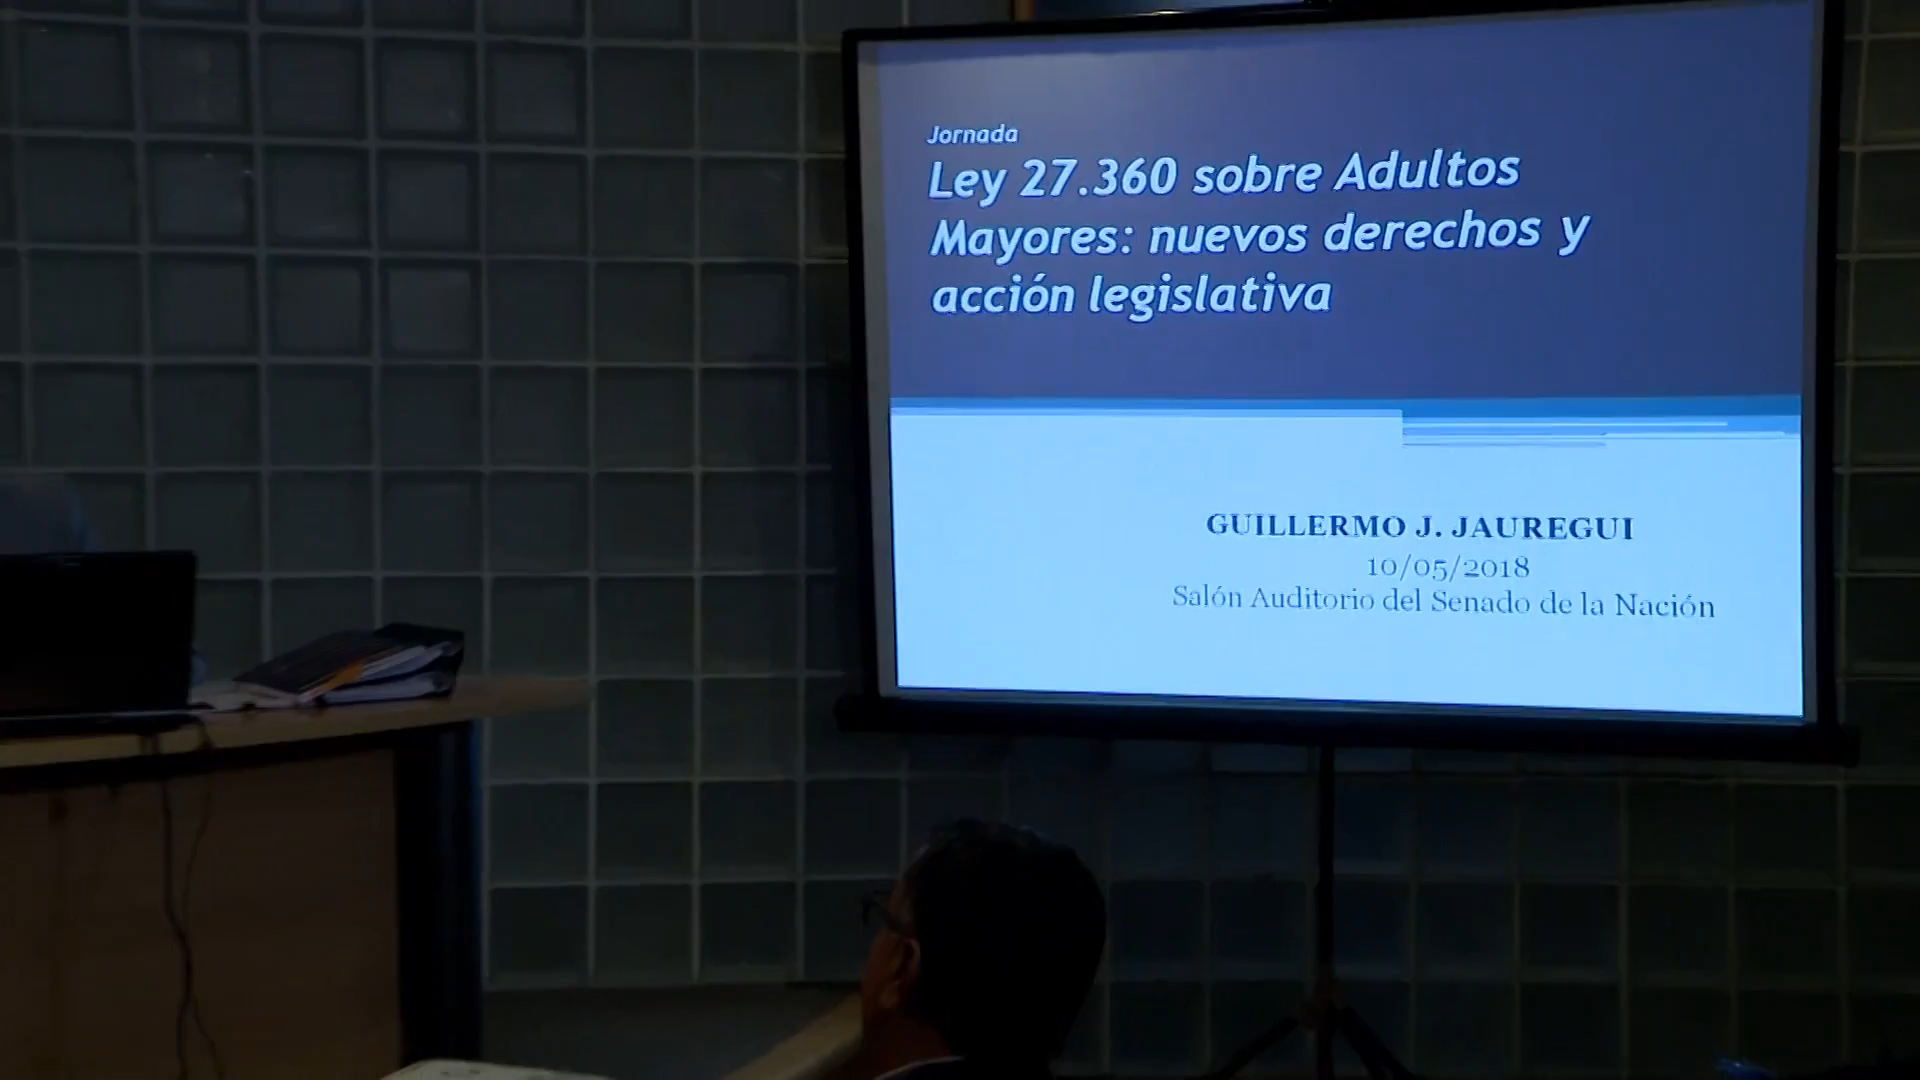 Jornada
Ley 27.360 sobre Adultos
Mayores: nuevos derechos y
acción legislativa
GUILLERMO J. JAUREGUI
10/05/2018
Salón Auditorio del Senado de la Nación